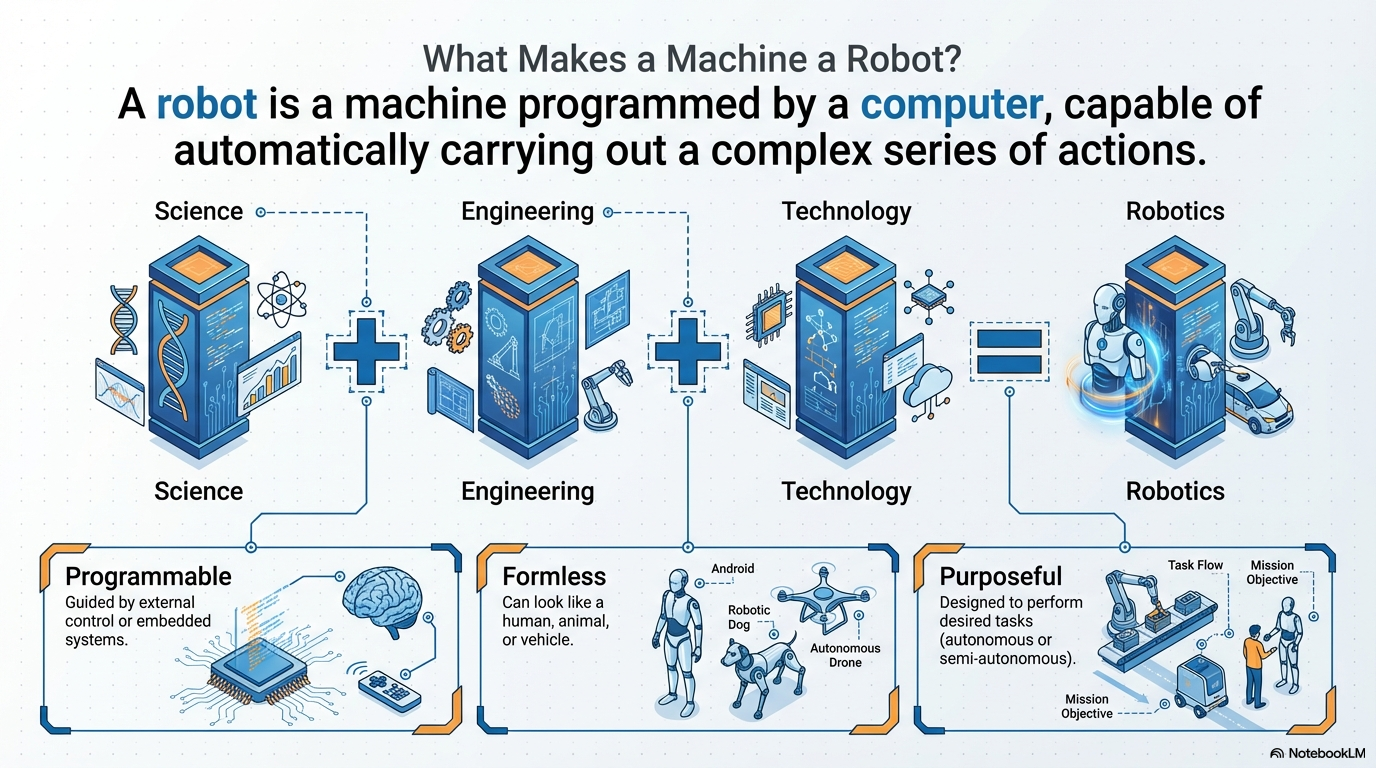 What Makes a Machine a Robot?
A robot is a machine programmed by a computer, capable of
automatically carrying out a complex series of actions.
Science
Engineering
Technology
Robotics
Science
Engineering
Technology
Robotics
Programmable
Guided by external
control or embedded
systems.
Formless
Can look like a
human, animal,
or vehicle.
Android
Robotic
Dog
Autonomous
Drone
Purposeful
Designed to perform
desired tasks
(autonomous or
semi-autonomous).
Task Flow
Mission
Objective
Mission
Objective
NotebookLM